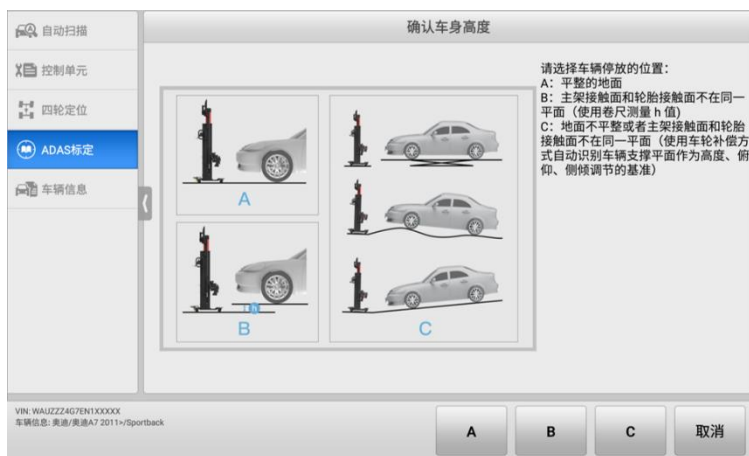 确认车身高度
自动扫描
控制单元
四轮定位
ADAS标定
车辆信息
A
B
h
C
请选择车辆停放的位置：
A：平整的地面
B：主架接触面和轮胎接触面不在同一
平面（使用卷尺测量 h 值)
C：地面不平整或者主架接触面和轮胎
接触面不在同一平面（使用车轮补偿方
式自动识别车辆支撑平面作为高度、俯
仰、侧倾调节的基准）
VIN: WAUZZZ4G7EN1XXXXX
车辆信息: 奥迪/奥迪A7 2011>/Sportback
A
B
C
取消